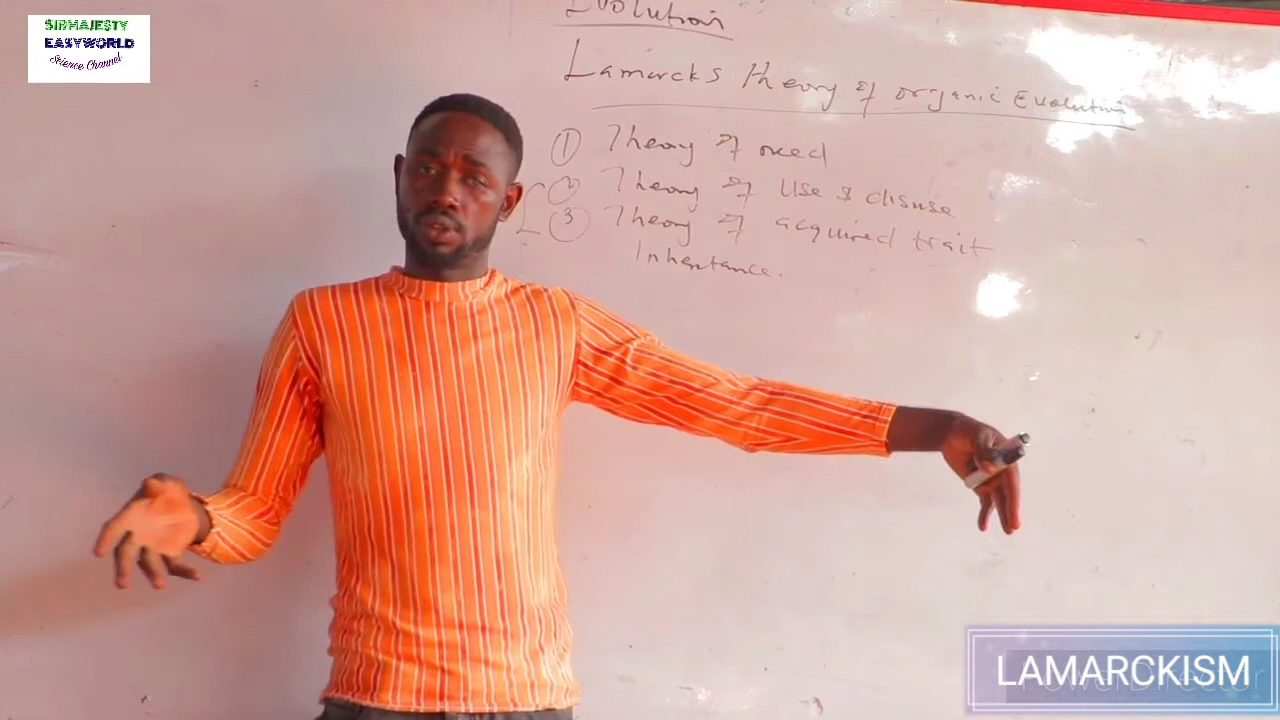 SIRMAJESTY
EASYWORLD
Science Channel
Evolution
Lamarcks Theory of organic Evolution
① Theory of need
② Theory of Use & disuse
③ Theory of acquired trait
Inheritance.
LAMARCKISM
PowerDirector